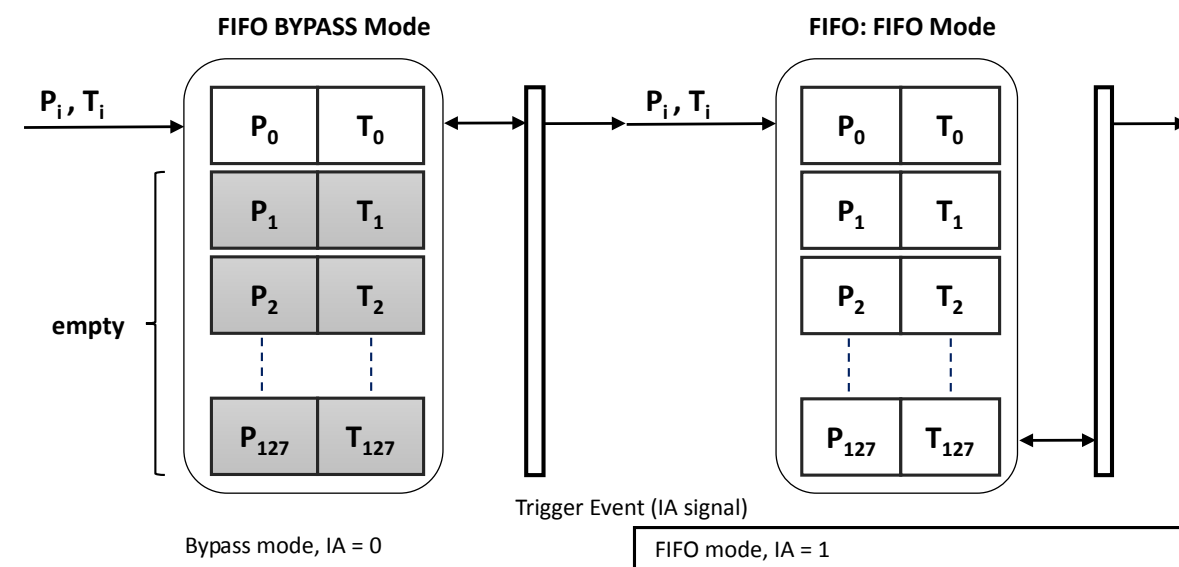 FIFO BYPASS Mode
FIFO: FIFO Mode
Pi , Ti
P0 T0
P1 T1
P2 T2
P127 T127
empty
Pi , Ti
P0 T0
P1 T1
P2 T2
P127 T127
Trigger Event (IA signal)
Bypass mode, IA = 0
FIFO mode, IA = 1